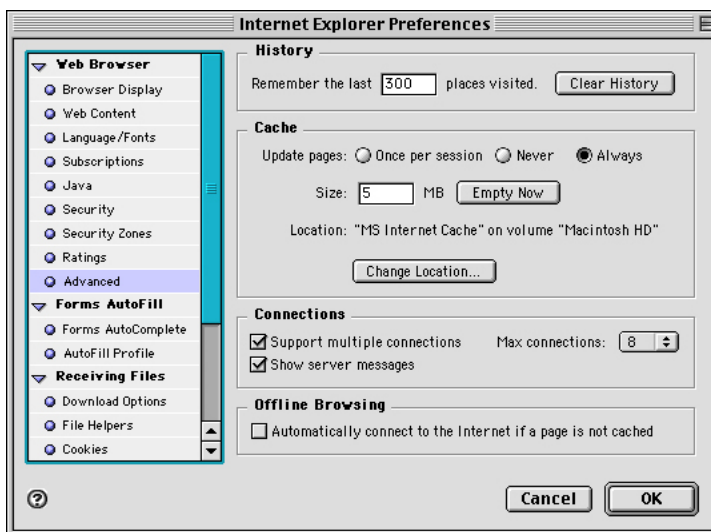 Internet Explorer Preferences
Web Browser
Browser Display
Web Content
Language/Fonts
Subscriptions
Java
Security
Security Zones
Ratings
Advanced
Forms AutoFill
Forms AutoComplete
AutoFill Profile
Receiving Files
Download Options
File Helpers
Cookies
History
Remember the last 300 places visited. Clear History
Cache
Update pages: Once per session Never Always
Size: 5 MB Empty Now
Location: "MS Internet Cache" on volume "Macintosh HD"
Change Location...
Connections
Support multiple connections Max connections: 8
Show server messages
Offline Browsing
Automatically connect to the Internet if a page is not cached
? Cancel OK